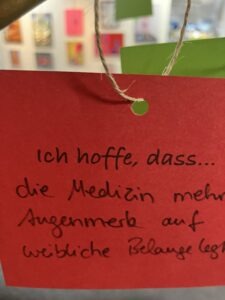 Ich hoffe, dass...
die Medizin mehr
Augenmerk auf
weibliche Belange legt